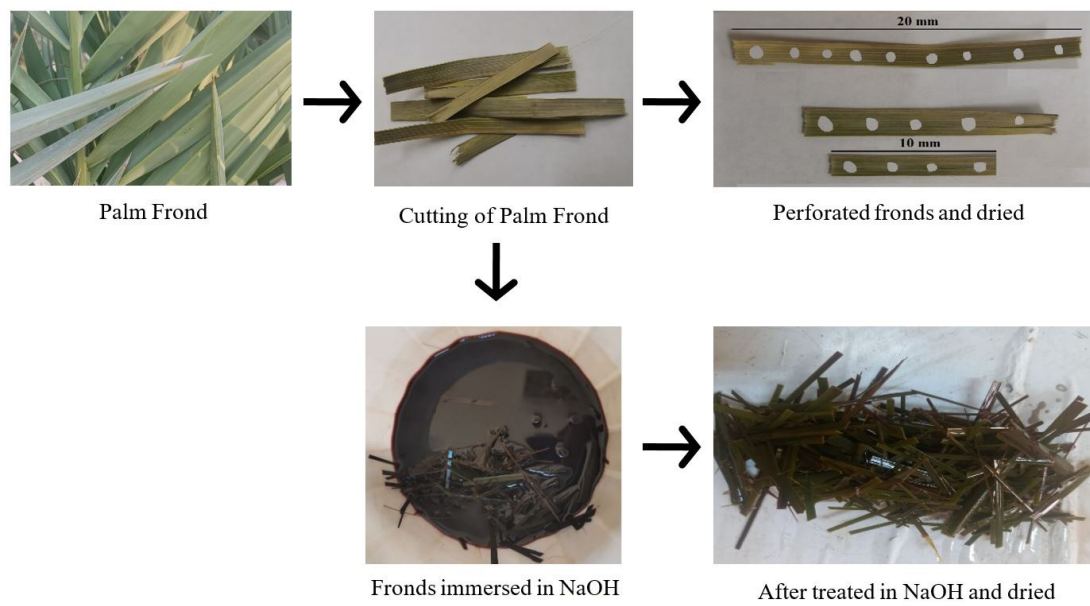 20 mm
10 mm
Palm Frond
Cutting of Palm Frond
Perforated fronds and dried
Fronds immersed in NaOH
After treated in NaOH and dried